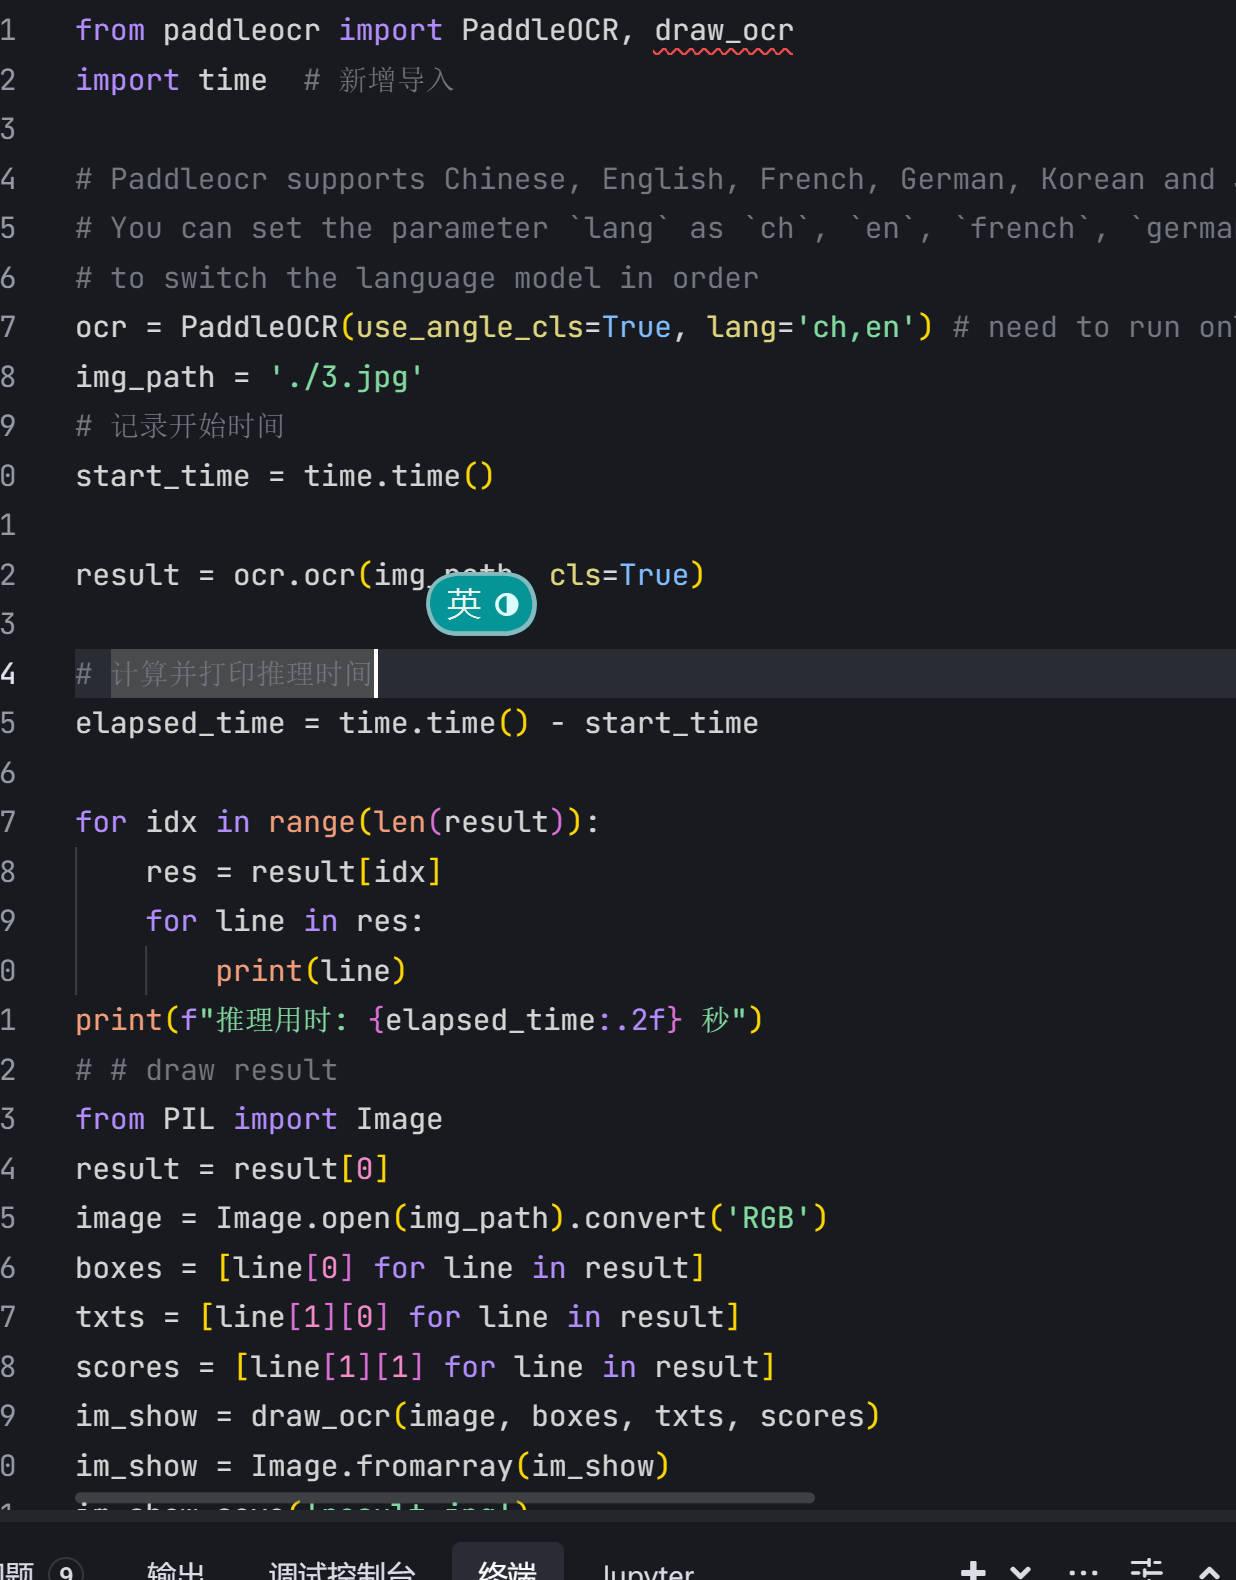 1 from paddleocr import PaddleOCR, draw_ocr
2 import time  # 新增导入
3
4 # Paddleocr supports Chinese, English, French, German, Korean and
5 # You can set the parameter `lang` as `ch`, `en`, `french`, `germa
6 # to switch the language model in order
7 ocr = PaddleOCR(use_angle_cls=True, lang='ch,en') # need to run on
8 img_path = './3.jpg'
9 # 记录开始时间
0 start_time = time.time()
1
2 result = ocr.ocr(img_path, cls=True)
英
3
4 # 计算并打印推理时间
5 elapsed_time = time.time() - start_time
6
7 for idx in range(len(result)):
8     res = result[idx]
9     for line in res:
0         print(line)
1 print(f"推理用时: {elapsed_time:.2f} 秒")
2 # # draw result
3 from PIL import Image
4 result = result[0]
5 image = Image.open(img_path).convert('RGB')
6 boxes = [line[0] for line in result]
7 txts = [line[1][0] for line in result]
8 scores = [line[1][1] for line in result]
9 im_show = draw_ocr(image, boxes, txts, scores)
0 im_show = Image.fromarray(im_show)
1 im_show.save('result.jpg')
问题 9 输出 调试控制台 终端 Jupyter